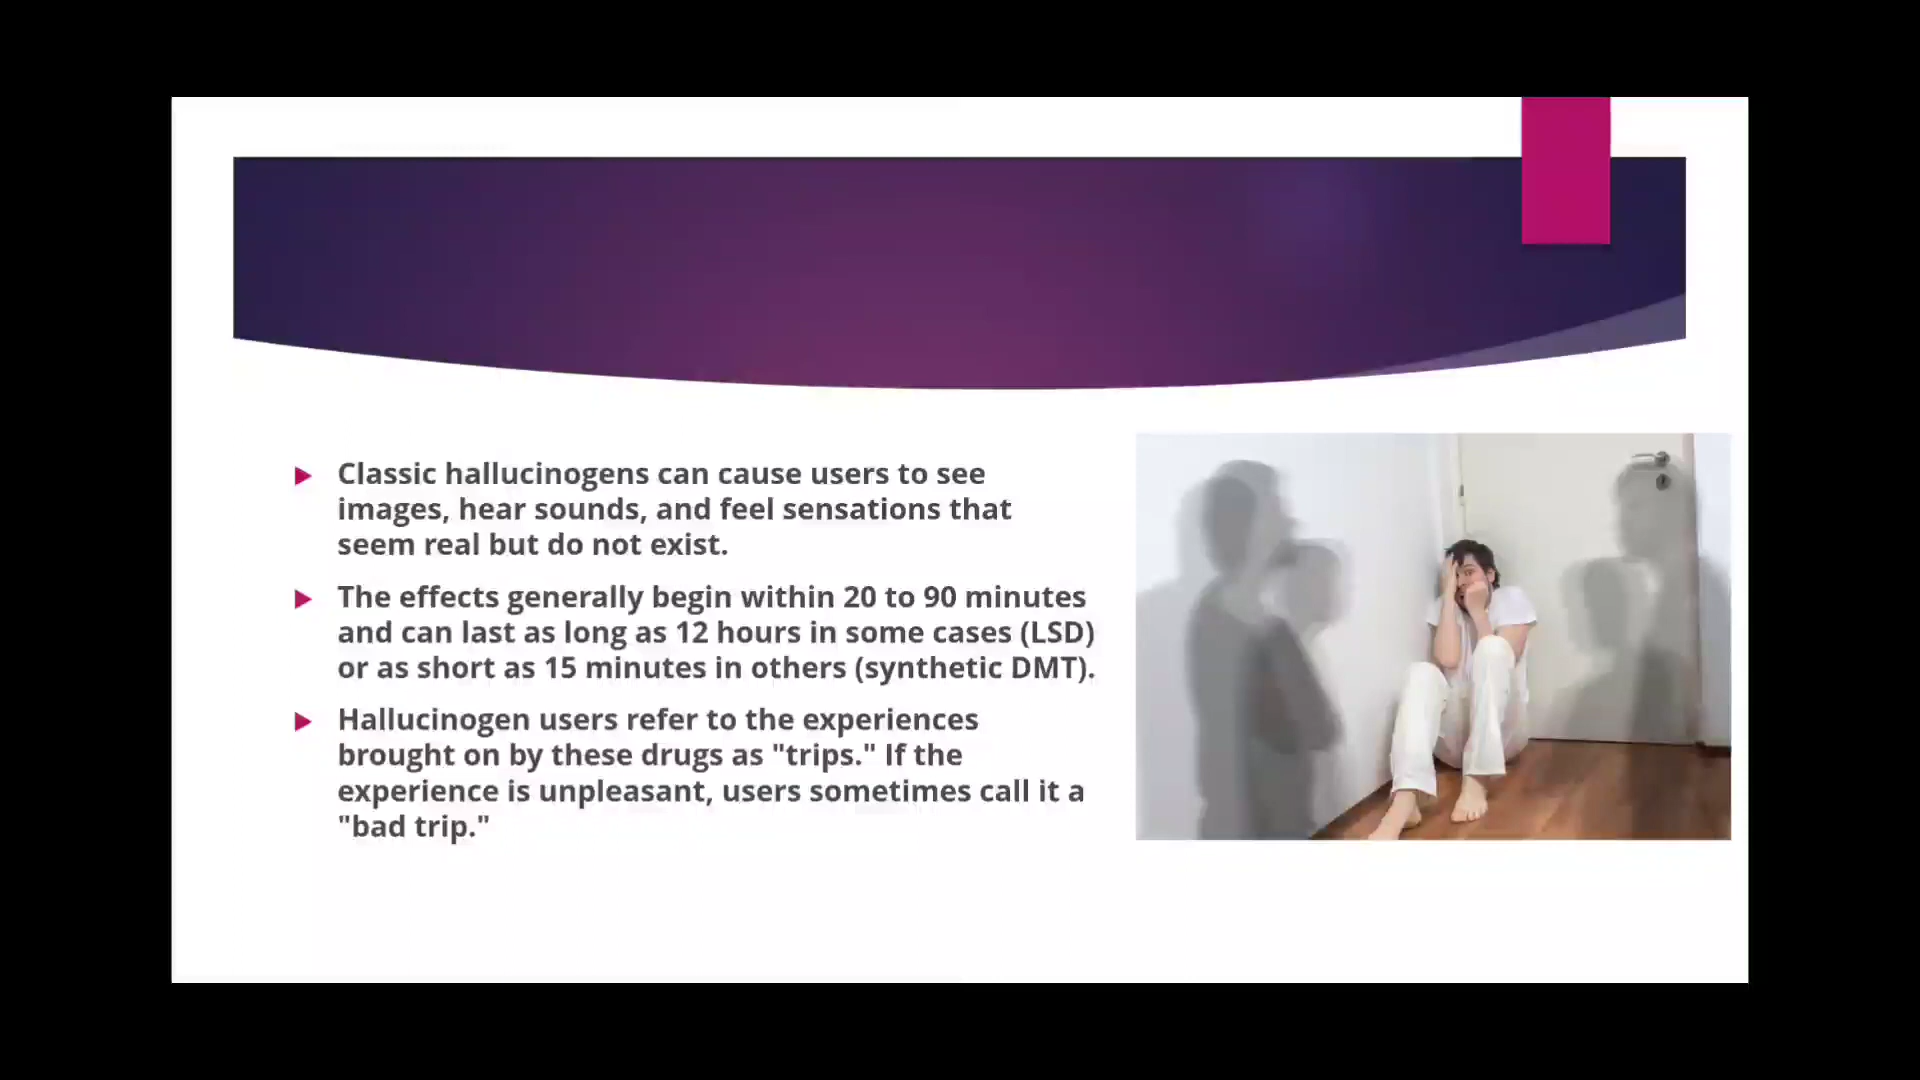 Classic hallucinogens can cause users to see
images, hear sounds, and feel sensations that
seem real but do not exist.
The effects generally begin within 20 to 90 minutes
and can last as long as 12 hours in some cases (LSD)
or as short as 15 minutes in others (synthetic DMT).
Hallucinogen users refer to the experiences
brought on by these drugs as "trips." If the
experience is unpleasant, users sometimes call it a
"bad trip."